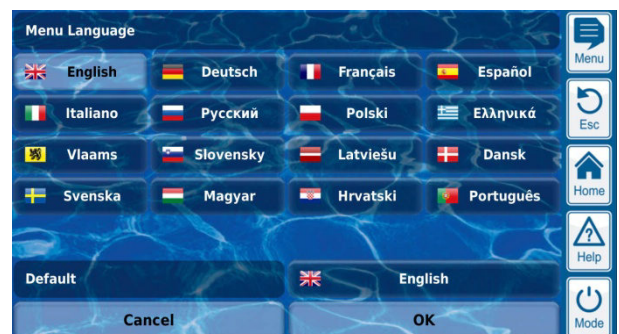 Menu Language
English Deutsch Français Español
Italiano Русский Polski Ελληνικά
Vlaams Slovensky Latviešu Dansk
Svenska Magyar Hrvatski Português
Default English
Cancel OK
Menu
Esc
Home
Help
Mode